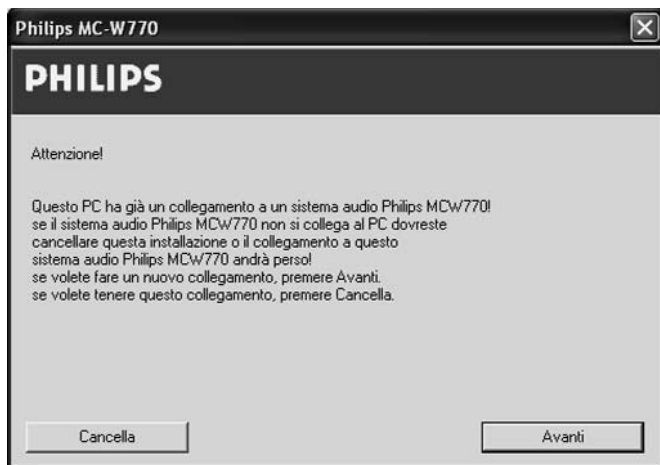 Philips MC-W770
PHILIPS
Attenzione!
Questo PC ha già un collegamento a un sistema audio Philips MCW770!
se il sistema audio Philips MCW770 non si collega al PC dovreste
cancellare questa installazione o il collegamento a questo
sistema audio Philips MCW770 andrà perso!
se volete fare un nuovo collegamento, premere Avanti.
se volete tenere questo collegamento, premere Cancella.
Cancella
Avanti